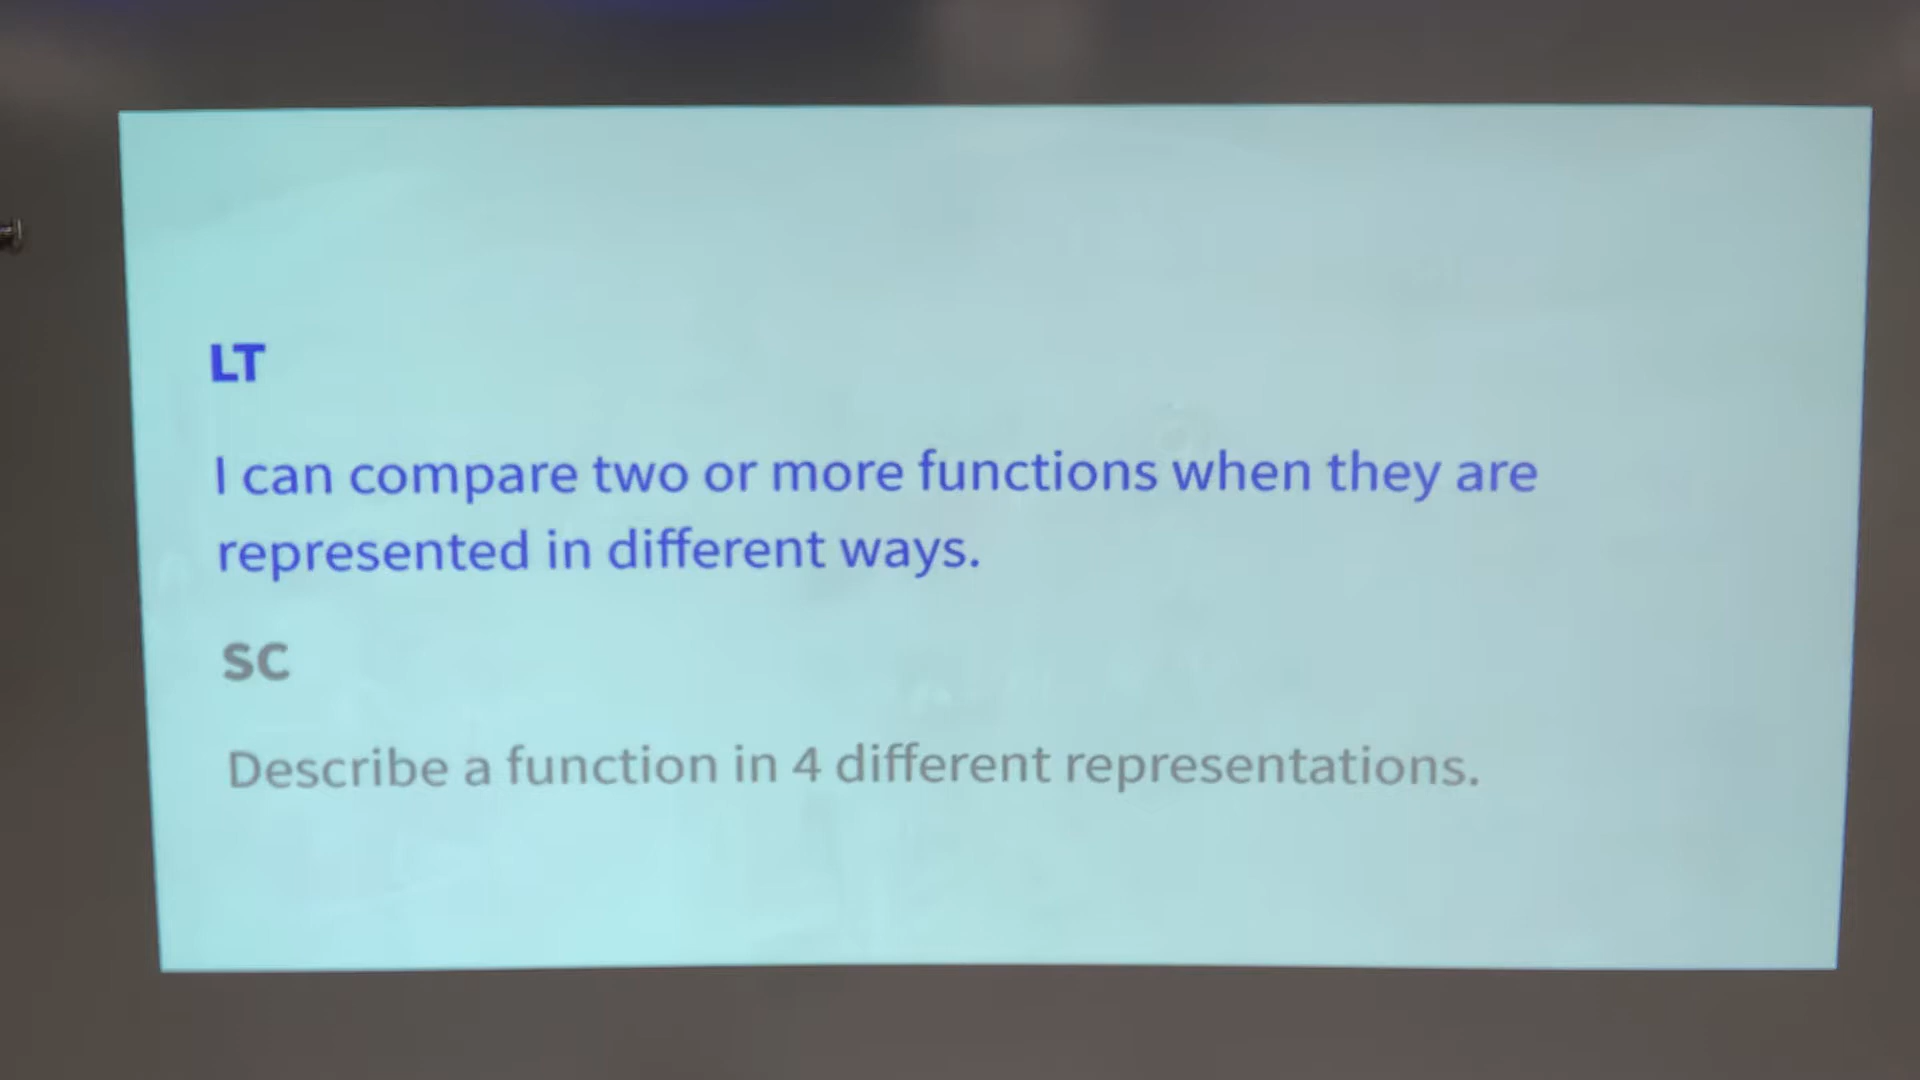 LT
I can compare two or more functions when they are
represented in different ways.
SC
Describe a function in 4 different representations.